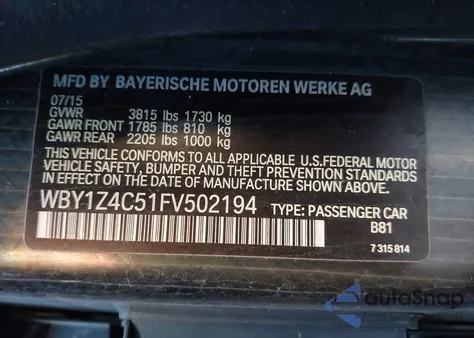 MFD BY BAYERISCHE MOTOREN WERKE AG
07/15
GVWR 3815 lbs 1730 kg
GAWR FRONT 1785 lbs 810 kg
GAWR REAR 2205 lbs 1000 kg
THIS VEHICLE CONFORMS TO ALL APPLICABLE U.S.FEDERAL MOTOR
VEHICLE SAFETY, BUMPER AND THEFT PREVENTION STANDARDS
IN EFFECT ON THE DATE OF MANUFACTURE SHOWN ABOVE.
WBY1Z4C51FV502194 TYPE: PASSENGER CAR
B81
7 315 814
autoSnap